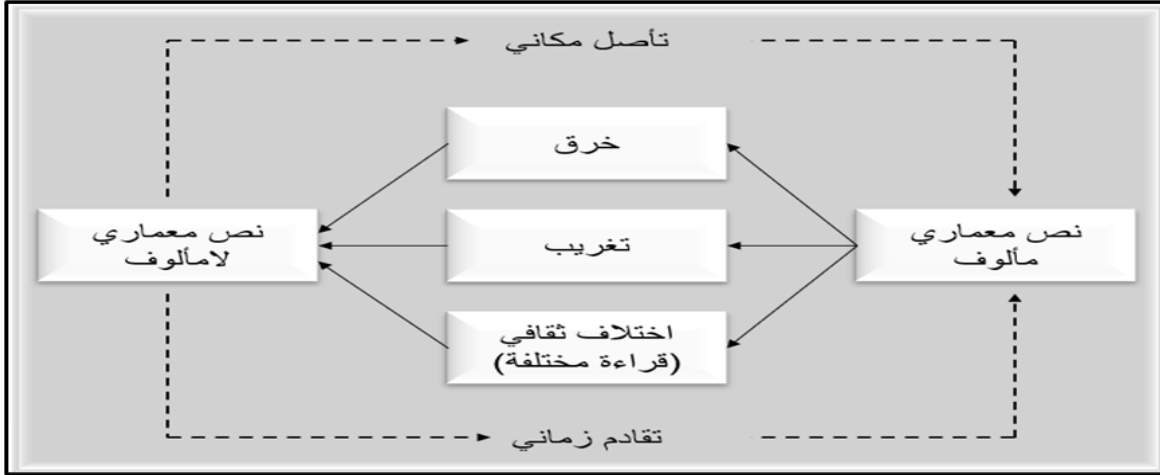 تأصل مكاني
خرق
نص معماري
مألوف
تغريب
نص معماري
لامألوف
اختلاف ثقافي
(قراءة مختلفة)
تقادم زماني